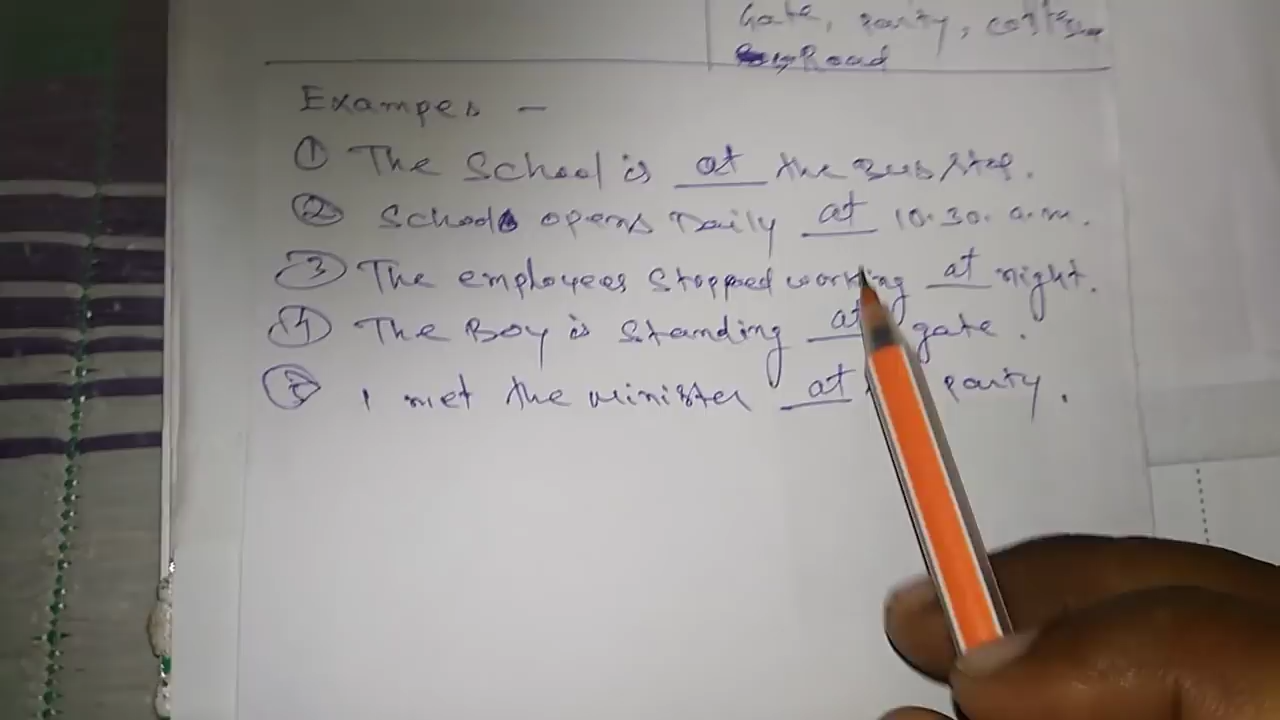 Gate, party,
Road
Exampes -
① The School is at the Bus stop.
② School opens Daily at 10.30. a.m.
③ The employees stopped working at night.
④ The Boy is standing at gate.
⑤ I met the minister at party.